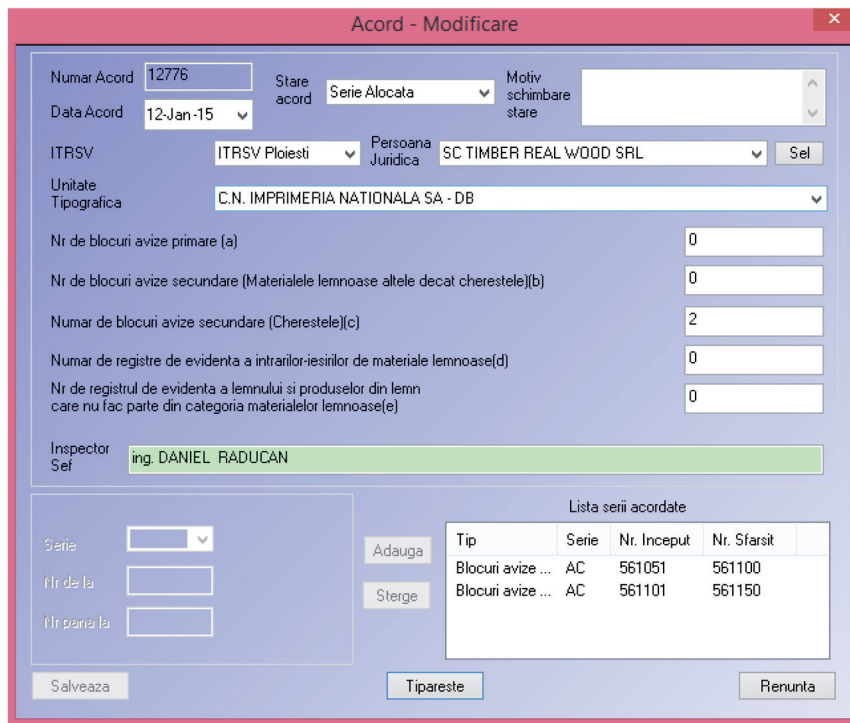 Acord - Modificare
Numar Acord 12776
Stare acord Serie Alocata
Motiv schimbare stare
Data Acord 12-Jan-15
ITRSV ITRSV Ploiesti
Persoana Juridica SC TIMBER REAL WOOD SRL Sel
Unitate Tipografica C.N. IMPRIMERIA NATIONALA SA - DB
Nr de blocuri avize primare (a) 0
Nr de blocuri avize secundare (Materialele lemnoase altele decat cherestele)(b) 0
Numar de blocuri avize secundare (Cherestele)(c) 2
Numar de registre de evidenta a intrarilor-iesirilor de materiale lemnoase(d) 0
Nr de registrul de evidenta a lemnului si produselor din lemn
care nu fac parte din categoria materialelor lemnoase(e) 0
Inspector Sef ing. DANIEL RADUCAN
Serie
Nr de la
Nr pana la
Adauga
Sterge
Lista serii acordate
Tip Serie Nr. Inceput Nr. Sfarsit
Blocuri avize ... AC 561051 561100
Blocuri avize ... AC 561101 561150
Salveaza Tipareste Renunta